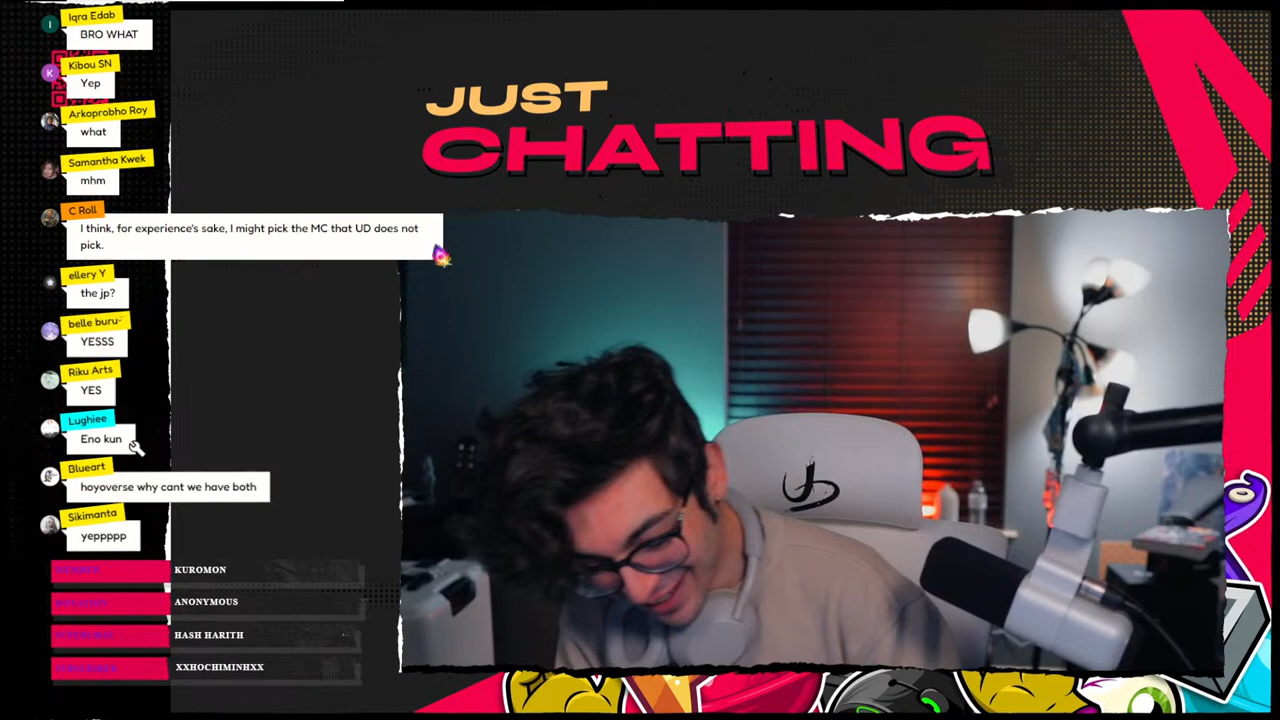 Iqra Edab
BRO WHAT
Kibou SN
Yep
Arkoprobho Roy
what
Samantha Kwek
mhm
C Roll
I think, for experience's sake, I might pick the MC that UD does not
pick.
ellery Y
the jp?
belle buru~
YESSS
Riku Arts
YES
Lughiee
Eno kun
Blueart
hoyoverse why cant we have both
Sikimanta
yeppppp
KUROMON
ANONYMOUS
HASH HARITH
XXHOCHIMINHXX
JUST
CHATTING